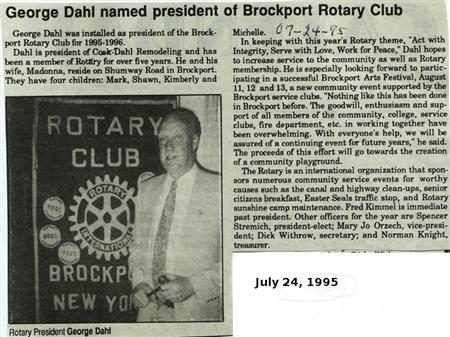 George Dahl named president of Brockport Rotary Club
George Dahl was installed as president of the Brock-
port Rotary Club for 1995-1996.
Dahl is president of Cook-Dahl Remodeling and has
been a member of Rotary for over five years. He and his
wife, Madonna, reside on Shumway Road in Brockport.
They have four children: Mark, Shawn, Kimberly and
Michelle. 07-24-95
In keeping with this year's Rotary theme, "Act with
Integrity, Serve with Love, Work for Peace," Dahl hopes
to increase service to the community as well as Rotary
membership. He is especially looking forward to partic-
ipating in a successful Brockport Arts Festival, August
11, 12 and 13, a new community event supported by the
Brockport service clubs. "Nothing like this has been done
in Brockport before. The goodwill, enthusiasm and sup-
port of all members of the community, college, service
clubs, fire department, etc. in working together have
been overwhelming. With everyone's help, we will be
assured of a continuing event for future years," he said.
The proceeds of this effort will go towards the creation
of a community playground.
The Rotary is an international organization that spon-
sors numerous community service events for worthy
causes such as the canal and highway clean-ups, senior
citizens breakfast, Easter Seals traffic stop, and Rotary
sunshine camp maintenance. Fred Kimmel is immediate
past president. Other officers for the year are Spencer
Stremich, president-elect; Mary Jo Orzech, vice-presi-
dent; Dick Withrow, secretary; and Norman Knight,
treasurer.
ROTARY
CLUB
ROTARY
INTERNATIONAL
BROCKPO
NEW YO
Rotary President George Dahl
July 24, 1995